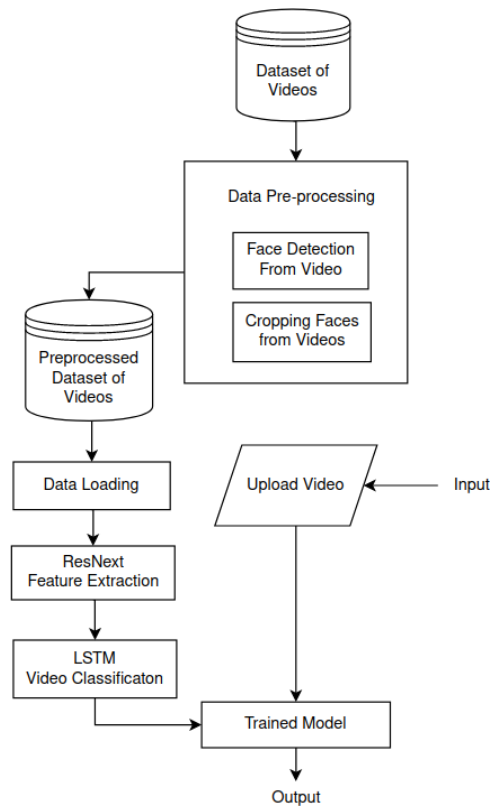 Dataset of
Videos
Data Pre-processing
Face Detection
From Video
Cropping Faces
from Videos
Preprocessed
Dataset of
Videos
Data Loading
Upload Video
Input
ResNext
Feature Extraction
LSTM
Video Classificaton
Trained Model
Output